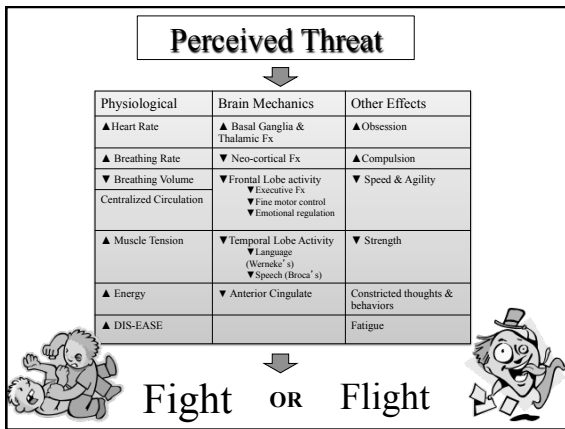 Perceived Threat
Physiological Brain Mechanics Other Effects
▲Heart Rate ▲ Basal Ganglia & ▲Obsession
Thalamic Fx
▲ Breathing Rate ▼ Neo-cortical Fx ▲Compulsion
▼ Breathing Volume ▼Frontal Lobe activity ▼ Speed & Agility
▼Executive Fx
Centralized Circulation ▼Fine motor control
▼Emotional regulation
▲ Muscle Tension ▼Temporal Lobe Activity ▼ Strength
▼Language
(Werneke's)
▼Speech (Broca's)
▲ Energy ▼ Anterior Cingulate Constricted thoughts &
behaviors
▲ DIS-EASE Fatigue
Fight OR Flight